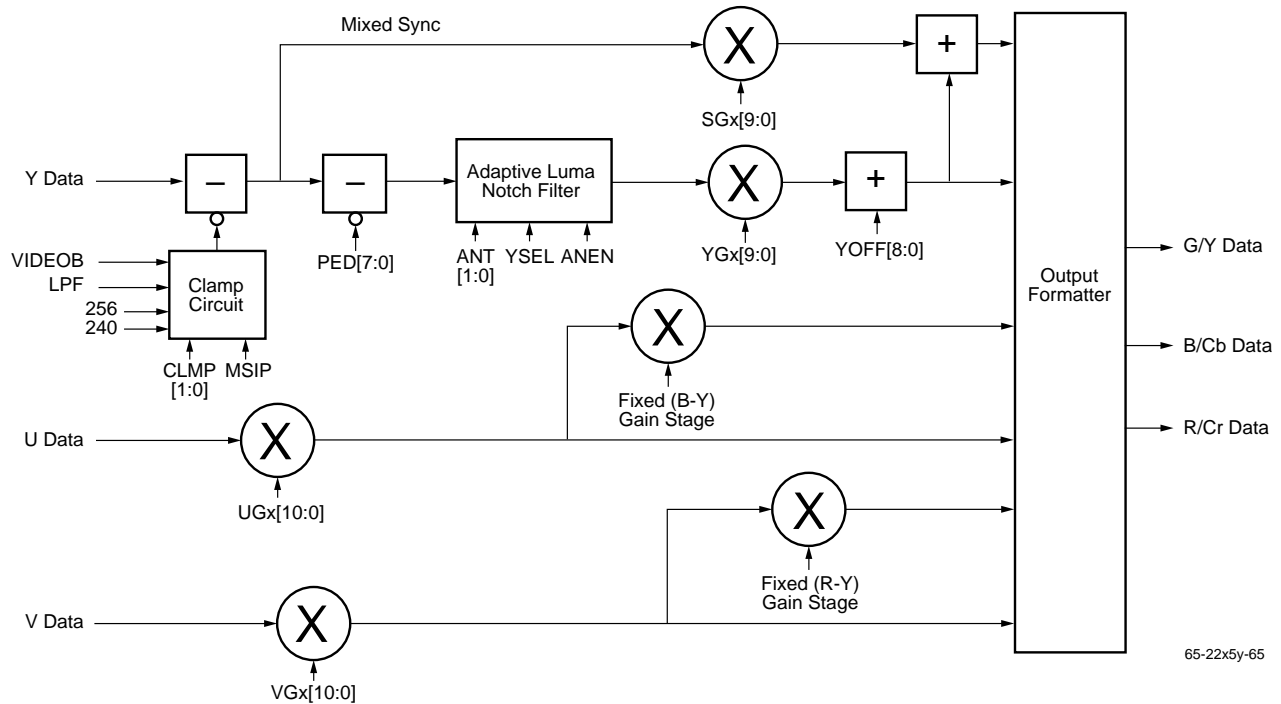 Mixed Sync
X
+
SGx[9:0]
Y Data
–
–
Adaptive Luma
Notch Filter
X
+
VIDEOB
LPF
256
240
Clamp
Circuit
PED[7:0]
ANT
[1:0]
YSEL
ANEN
YGx[9:0]
YOFF[8:0]
CLMP
[1:0]
MSIP
X
Fixed (B-Y)
Gain Stage
Output
Formatter
G/Y Data
B/Cb Data
R/Cr Data
U Data
X
UGx[10:0]
X
Fixed (R-Y)
Gain Stage
V Data
X
VGx[10:0]
65-22x5y-65